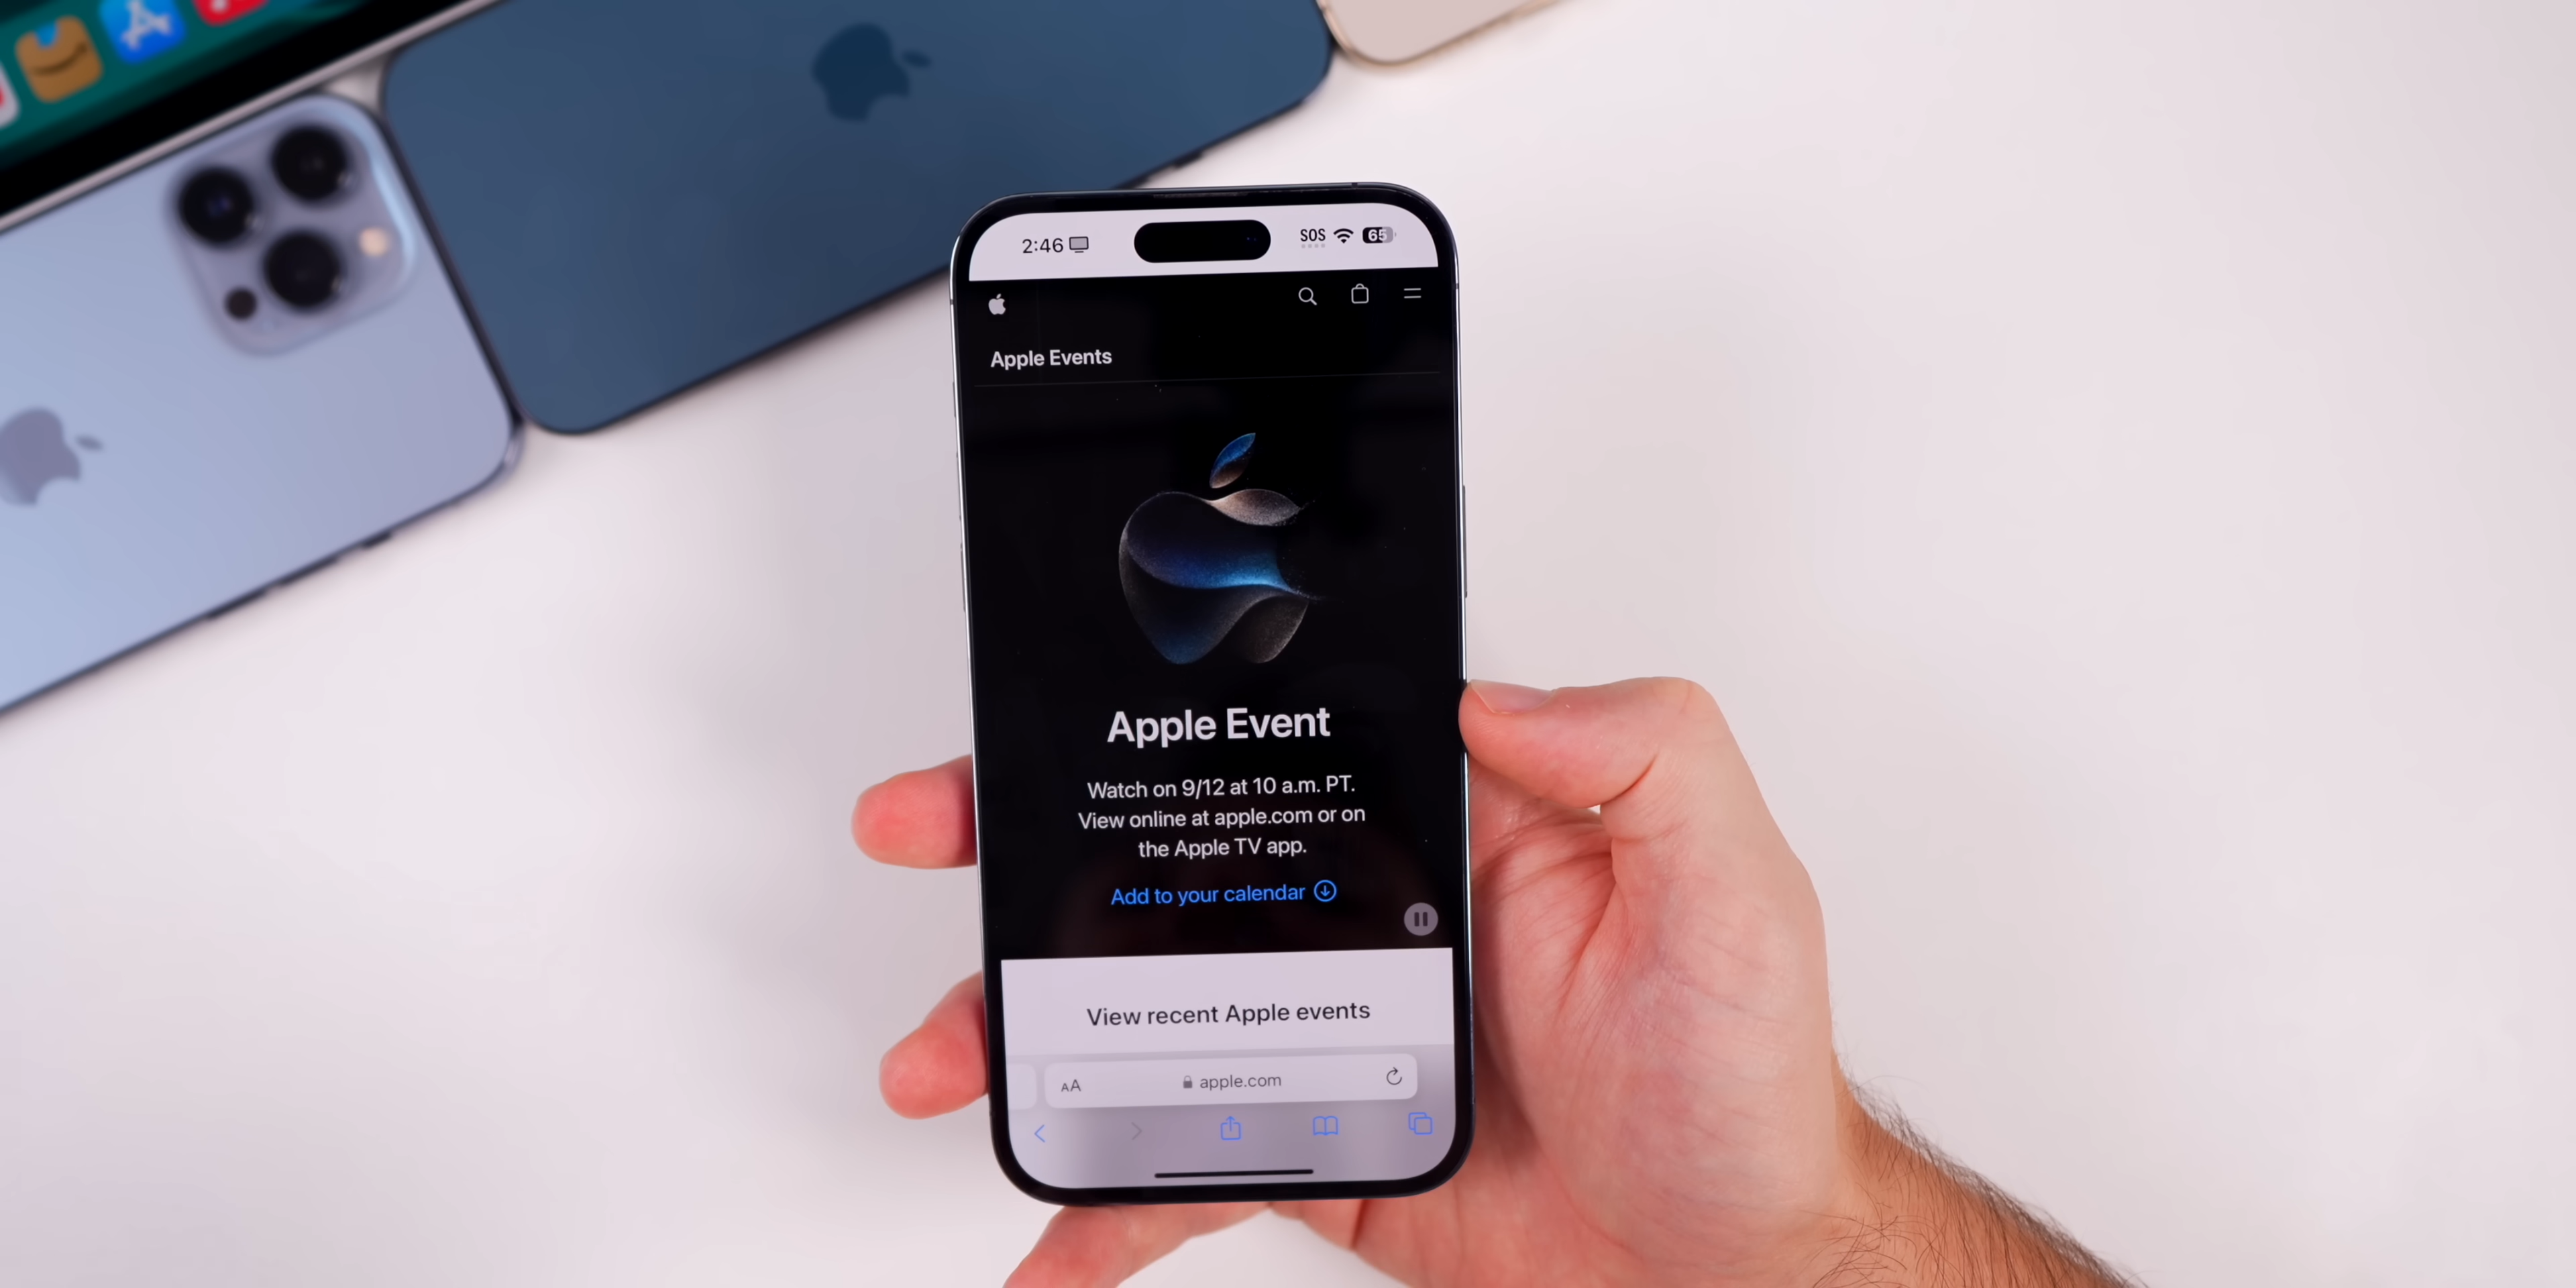 2:46
SOS
65
Apple Events
Apple Event
Watch on 9/12 at 10 a.m. PT.
View online at apple.com or on
the Apple TV app.
Add to your calendar
View recent Apple events
AA
apple.com